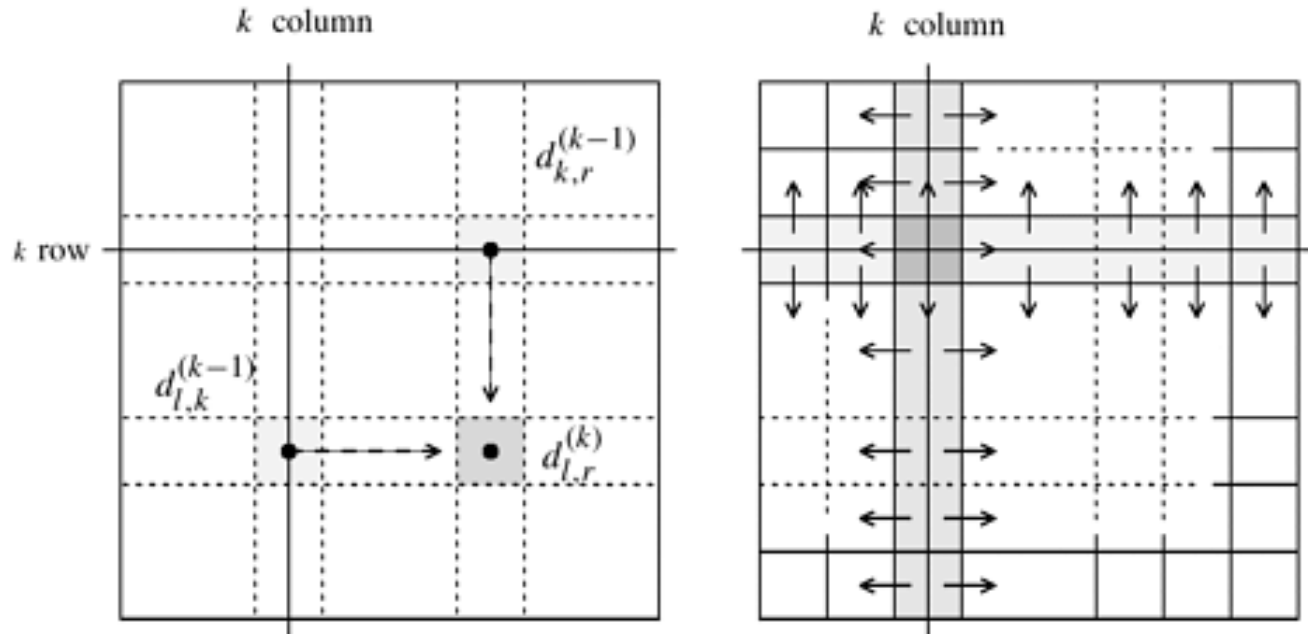 k column
k column
d_{k,r}^{(k-1)}
k row
d_{l,k}^{(k-1)}
d_{l,r}^{(k)}